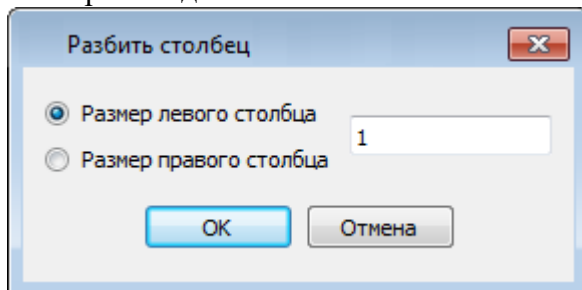 Разбить столбец
Размер левого столбца
1
Размер правого столбца
OK
Отмена